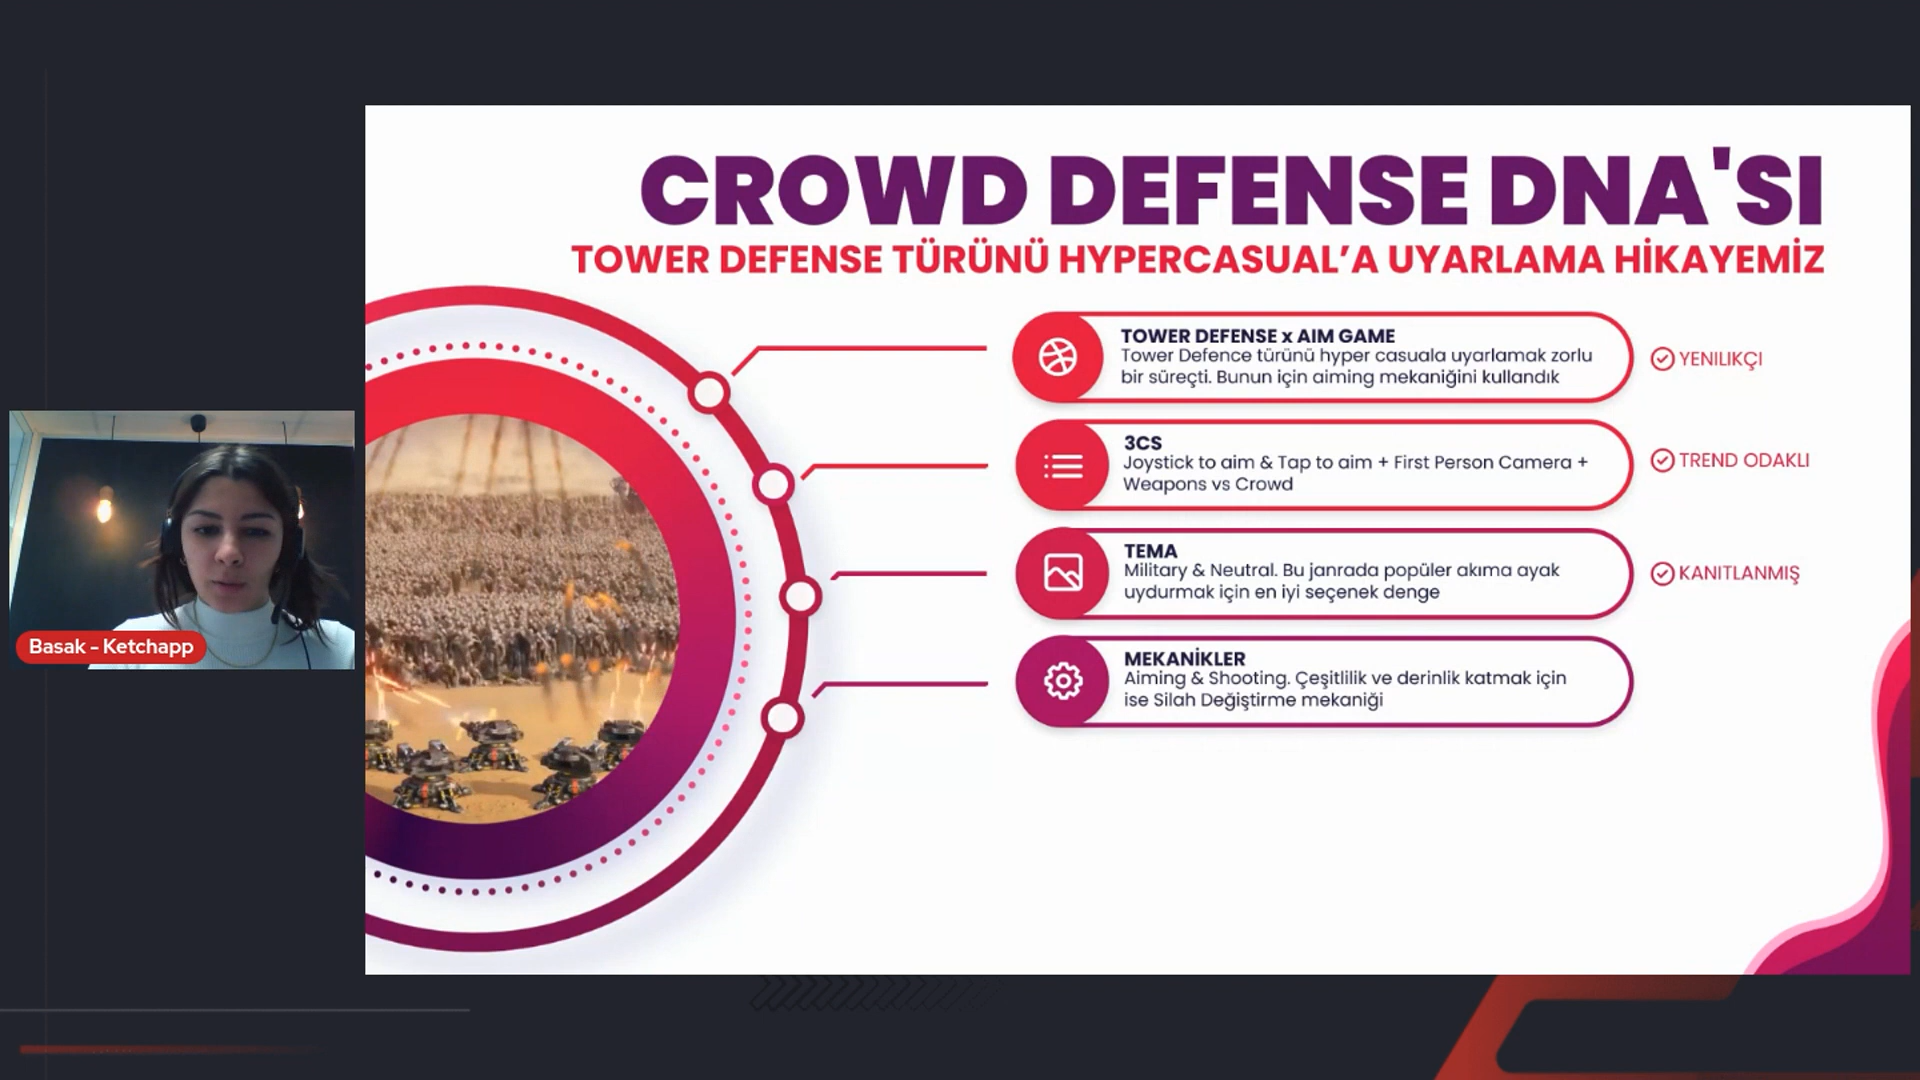 CROWD DEFENSE DNA'SI
TOWER DEFENSE TÜRÜNÜ HYPERCASUAL’A UYARLAMA HİKAYEMİZ
TOWER DEFENSE x AIM GAME
Tower Defence türünü hyper casuala uyarlamak zorlu
bir süreçti. Bunun için aiming mekaniğini kullandık
YENILIKÇI
3CS
Joystick to aim & Tap to aim + First Person Camera +
Weapons vs Crowd
TREND ODAKLI
TEMA
Military & Neutral. Bu janrada popüler akıma ayak
uydurmak için en iyi seçenek denge
KANITLANMIŞ
MEKANİKLER
Aiming & Shooting. Çeşitlilik ve derinlik katmak için
ise Silah Değiştirme mekaniği
Basak - Ketchapp